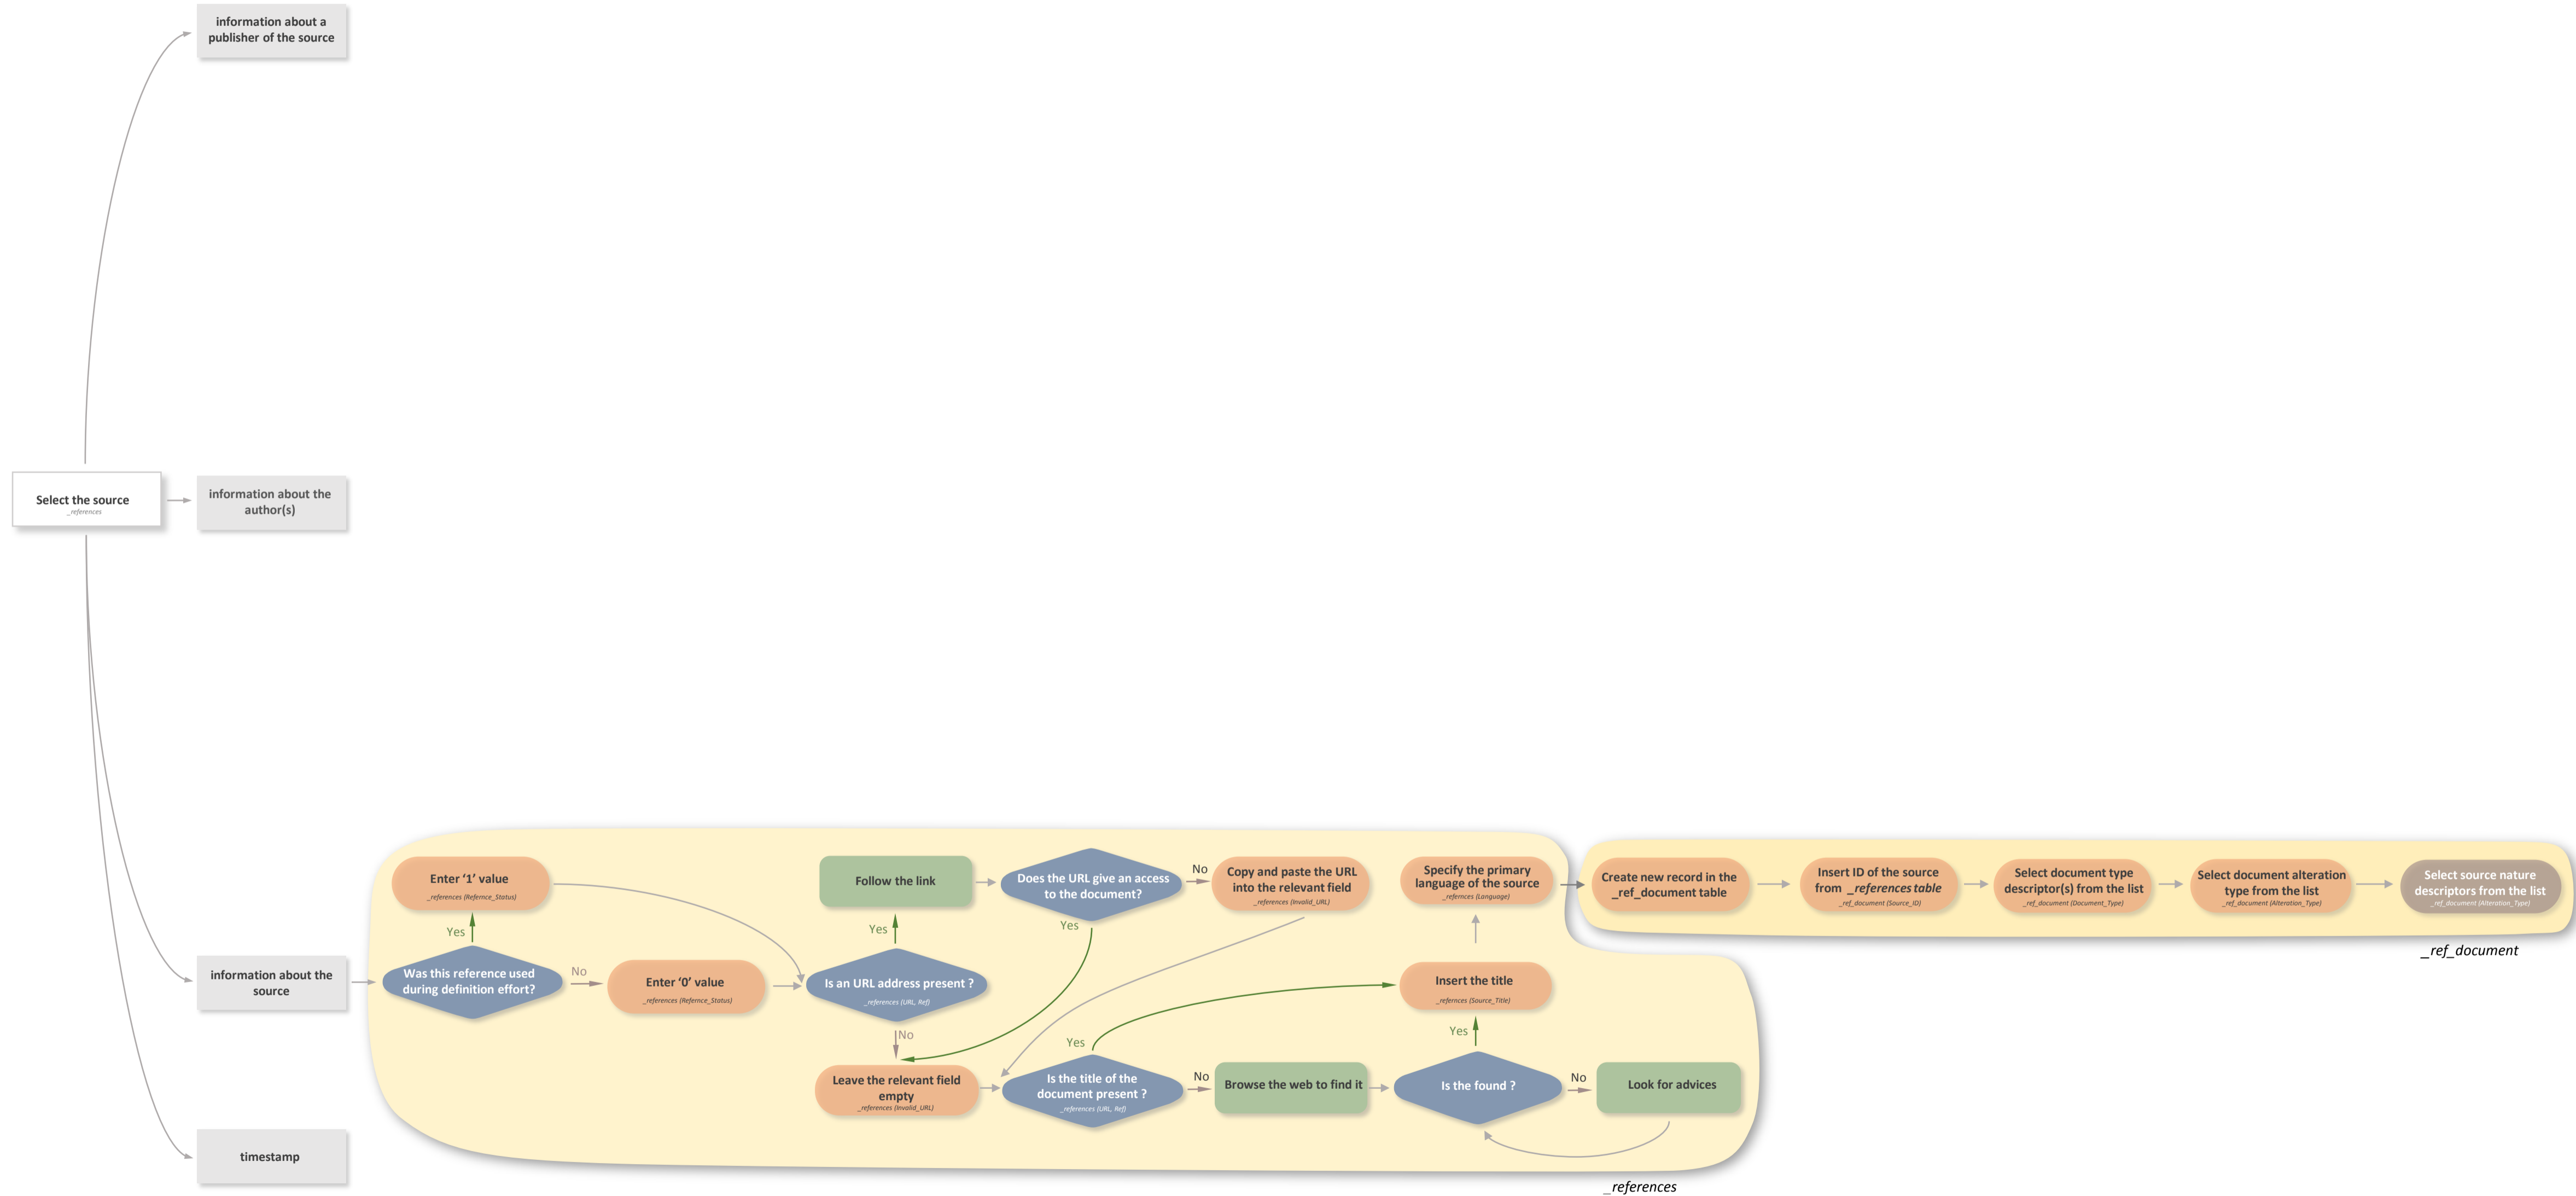 information about a
publisher of the source
Select the source
_references
information about the
author(s)
information about the
source
timestamp
Enter ‘1’ value
_references (Refernce_Status)
Yes
Was this reference used
during definition effort?
No
Enter ‘0’ value
_references (Refernce_Status)
Follow the link
Yes
Is an URL address present ?
_references (URL, Ref)
No
Leave the relevant field
empty
_references (Invalid_URL)
Does the URL give an access
to the document?
No
Yes
Copy and paste the URL
into the relevant field
_references (Invalid_URL)
Yes
Is the title of the
document present ?
_references (URL, Ref)
No
Browse the web to find it
Specify the primary
language of the source
_refernces (Language)
Insert the title
_refernces (Source_Title)
Yes
Is the found ?
No
Look for advices
_references
Create new record in the
_ref_document table
Insert ID of the source
from _references table
_ref_document (Source_ID)
Select document type
descriptor(s) from the list
_ref_document (Document_Type)
Select document alteration
type from the list
_ref_document (Alteration_Type)
Select source nature
descriptors from the list
_ref_document (Alteration_Type)
_ref_document